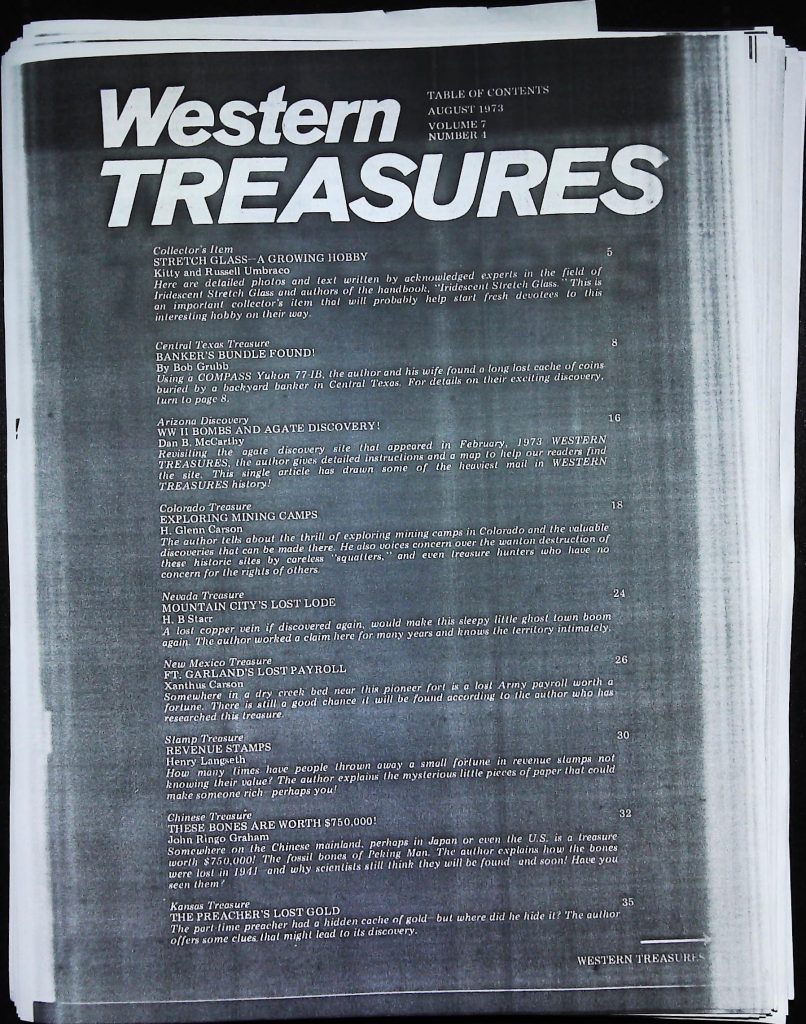 Western
TREASURES
TABLE OF CONTENTS
AUGUST 1973
VOLUME 7
NUMBER 4
Collector's Item
STRETCH GLASS—A GROWING HOBBY 5
Kitty and Russell Umbraco
Here are detailed photos and text written by acknowledged experts in the field of
Iridescent Stretch Glass and authors of the handbook, "Iridescent Stretch Glass." This is
an important collector's item that will probably help start fresh devotees to this
interesting hobby on their way.
Central Texas Treasure 8
BANKER'S BUNDLE FOUND!
By Bob Grubb
Using a COMPASS Yukon 77-1B, the author and his wife found a long lost cache of coins
buried by a backyard banker in Central Texas. For details on their exciting discovery,
turn to page 8.
Arizona Discovery 16
WW II BOMBS AND AGATE DISCOVERY!
Dan B. McCarthy
Revisiting the agate discovery site that appeared in February, 1973 WESTERN
TREASURES, the author gives detailed instructions and a map to help our readers find
the site. This single article has drawn some of the heaviest mail in WESTERN
TREASURES history!
Colorado Treasure 18
EXPLORING MINING CAMPS
H. Glenn Carson
The author tells about the thrill of exploring mining camps in Colorado and the valuable
discoveries that can be made there. He also voices concern over the wanton destruction of
these historic sites by careless "squatters," and even treasure hunters who have no
concern for the rights of others.
Nevada Treasure 24
MOUNTAIN CITY'S LOST LODE
H. B Starr
A lost copper vein if discovered again, would make this sleepy little ghost town boom
again. The author worked a claim here for many years and knows the territory intimately.
New Mexico Treasure 26
FT. GARLAND'S LOST PAYROLL
Xanthus Carson
Somewhere in a dry creek bed near this pioneer fort is a lost Army payroll worth a
fortune. There is still a good chance it will be found according to the author who has
researched this treasure.
Stamp Treasure 30
REVENUE STAMPS
Henry Langseth
How many times have people thrown away a small fortune in revenue stamps not
knowing their value? The author explains the mysterious little pieces of paper that could
make someone rich—perhaps you!
Chinese Treasure 32
THESE BONES ARE WORTH $750,000!
John Ringo Graham
Somewhere on the Chinese mainland, perhaps in Japan or even the U.S. is a treasure
worth $750,000! The fossil bones of Peking Man. The author explains how the bones
were lost in 1941—and why scientists still think they will be found—and soon! Have you
seen them?
Kansas Treasure 35
THE PREACHER'S LOST GOLD
The part-time preacher had a hidden cache of gold—but where did he hide it? The author
offers some clues that might lead to its discovery.
WESTERN TREASURES